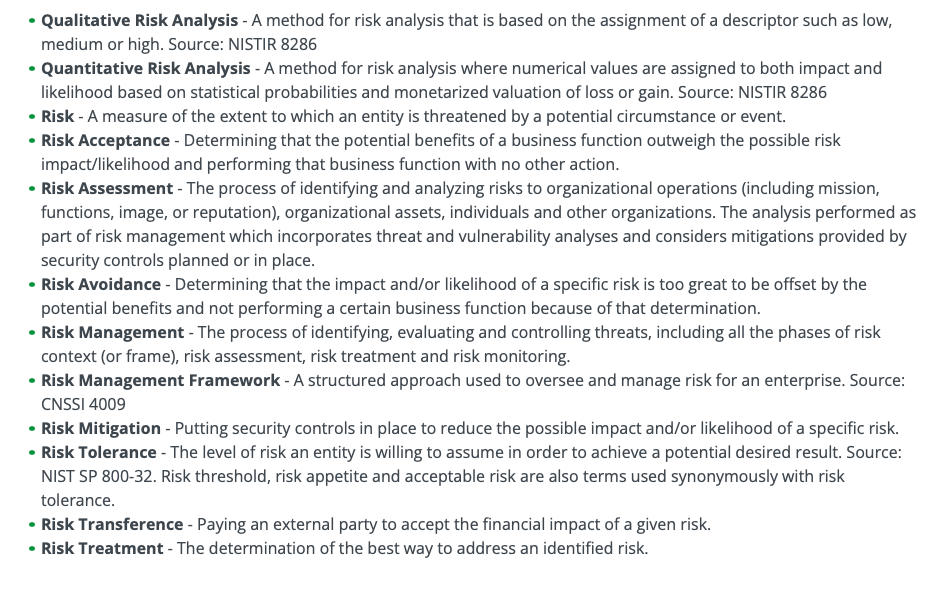 • Qualitative Risk Analysis - A method for risk analysis that is based on the assignment of a descriptor such as low,
medium or high. Source: NISTIR 8286
• Quantitative Risk Analysis - A method for risk analysis where numerical values are assigned to both impact and
likelihood based on statistical probabilities and monetarized valuation of loss or gain. Source: NISTIR 8286
• Risk - A measure of the extent to which an entity is threatened by a potential circumstance or event.
• Risk Acceptance - Determining that the potential benefits of a business function outweigh the possible risk
impact/likelihood and performing that business function with no other action.
• Risk Assessment - The process of identifying and analyzing risks to organizational operations (including mission,
functions, image, or reputation), organizational assets, individuals and other organizations. The analysis performed as
part of risk management which incorporates threat and vulnerability analyses and considers mitigations provided by
security controls planned or in place.
• Risk Avoidance - Determining that the impact and/or likelihood of a specific risk is too great to be offset by the
potential benefits and not performing a certain business function because of that determination.
• Risk Management - The process of identifying, evaluating and controlling threats, including all the phases of risk
context (or frame), risk assessment, risk treatment and risk monitoring.
• Risk Management Framework - A structured approach used to oversee and manage risk for an enterprise. Source:
CNSSI 4009
• Risk Mitigation - Putting security controls in place to reduce the possible impact and/or likelihood of a specific risk.
• Risk Tolerance - The level of risk an entity is willing to assume in order to achieve a potential desired result. Source:
NIST SP 800-32. Risk threshold, risk appetite and acceptable risk are also terms used synonymously with risk
tolerance.
• Risk Transference - Paying an external party to accept the financial impact of a given risk.
• Risk Treatment - The determination of the best way to address an identified risk.